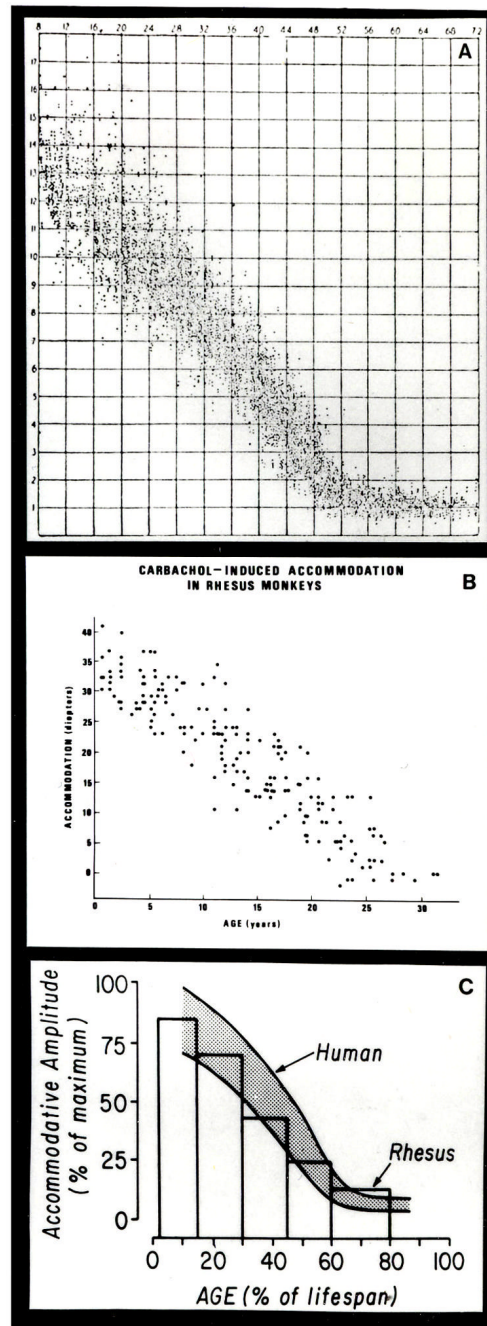 8 12 16 20 24 28 32 36 40 44 48 52 56 60 64 68 72
A
17
16
15
14
13
12
11
10
9
8
7
6
5
4
3
2
1
CARBACHOL–INDUCED ACCOMMODATION
IN RHESUS MONKEYS
B
ACCOMMODATION (diopters)
40
35
30
25
20
15
10
5
0
0 5 10 15 20 25 30
AGE (years)
C
Accommodative Amplitude
(% of maximum)
100
75
50
25
0
Human
Rhesus
0 20 40 60 80 100
AGE (% of lifespan)